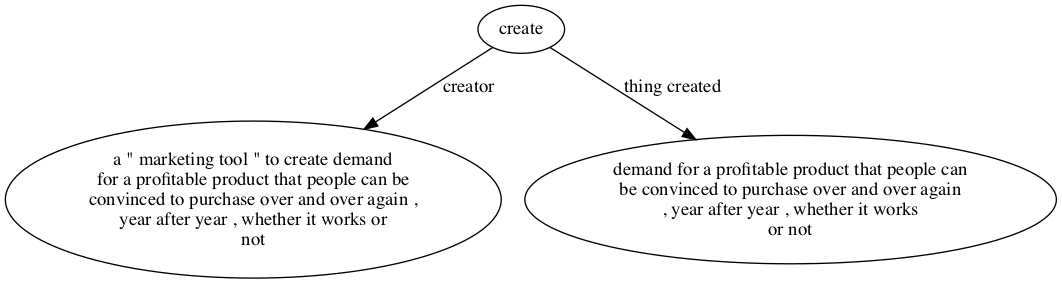 create
creator
thing created
a " marketing tool " to create demand
for a profitable product that people can be
convinced to purchase over and over again ,
year after year , whether it works or
not
demand for a profitable product that people can
be convinced to purchase over and over again
, year after year , whether it works
or not